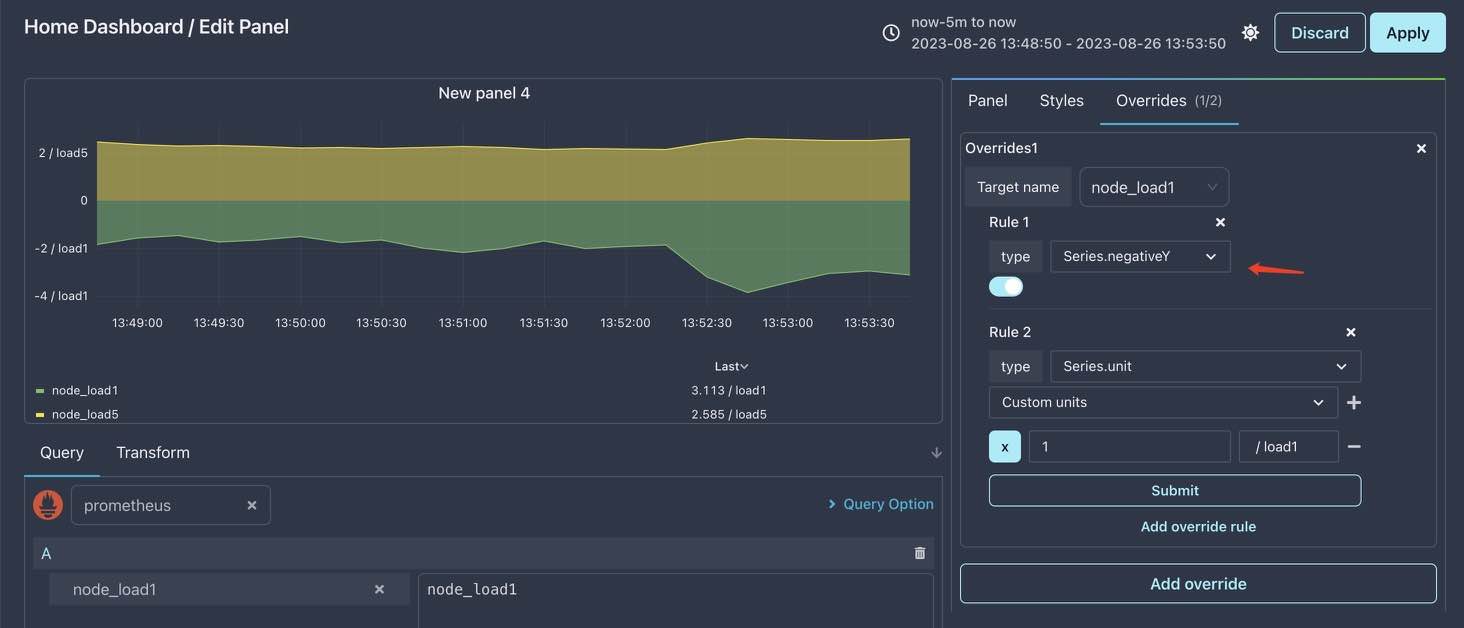 Home Dashboard / Edit Panel
now-5m to now
2023-08-26 13:48:50 - 2023-08-26 13:53:50
Discard
Apply
New panel 4
2 / load5
0
-2 / load1
-4 / load1
13:49:00 13:49:30 13:50:00 13:50:30 13:51:00 13:51:30 13:52:00 13:52:30 13:53:00 13:53:30
Last
node_load1 3.113 / load1
node_load5 2.585 / load5
Query Transform
prometheus
Query Option
A
node_load1
node_load1
Panel Styles Overrides (1/2)
Overrides1
Target name node_load1
Rule 1
type Series.negativeY
Rule 2
type Series.unit
Custom units
x 1 / load1
Submit
Add override rule
Add override